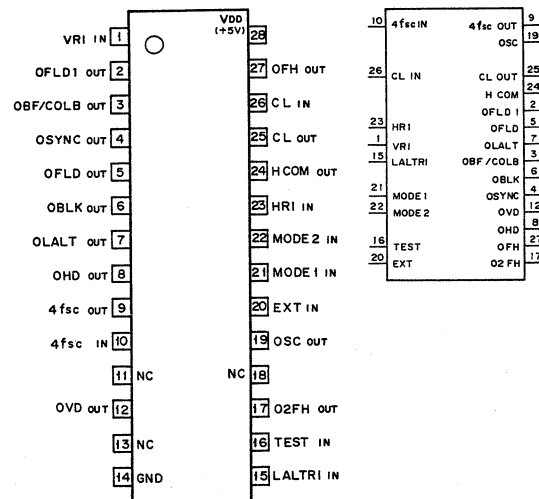 VDD
(+5V)
VRI IN 1
28
OFLD1 OUT 2
27 OFH OUT
OBF/COLB OUT 3
26 CL IN
OSYNC OUT 4
25 CL OUT
OFLD OUT 5
24 HCOM OUT
OBLK OUT 6
23 HRI IN
OLALT OUT 7
22 MODE2 IN
OHD OUT 8
21 MODE1 IN
4fsc OUT 9
20 EXT IN
4fsc IN 10
19 OSC OUT
11 NC
NC 18
OVD OUT 12
17 O2FH OUT
13 NC
16 TEST IN
14 GND
15 LALTRI IN
10 4fscIN
4fsc OUT 9
OSC 19
26 CL IN
CL OUT 25
H COM 24
OFLD 1 2
23 HRI
OFLD 5
1 VRI
OLALT 7
15 LALTRI
OBF/COLB 3
OBLK 6
21 MODE1
OSYNC 4
22 MODE2
OVD 12
OHD 8
16 TEST
OFH 27
20 EXT
O2 FH 17